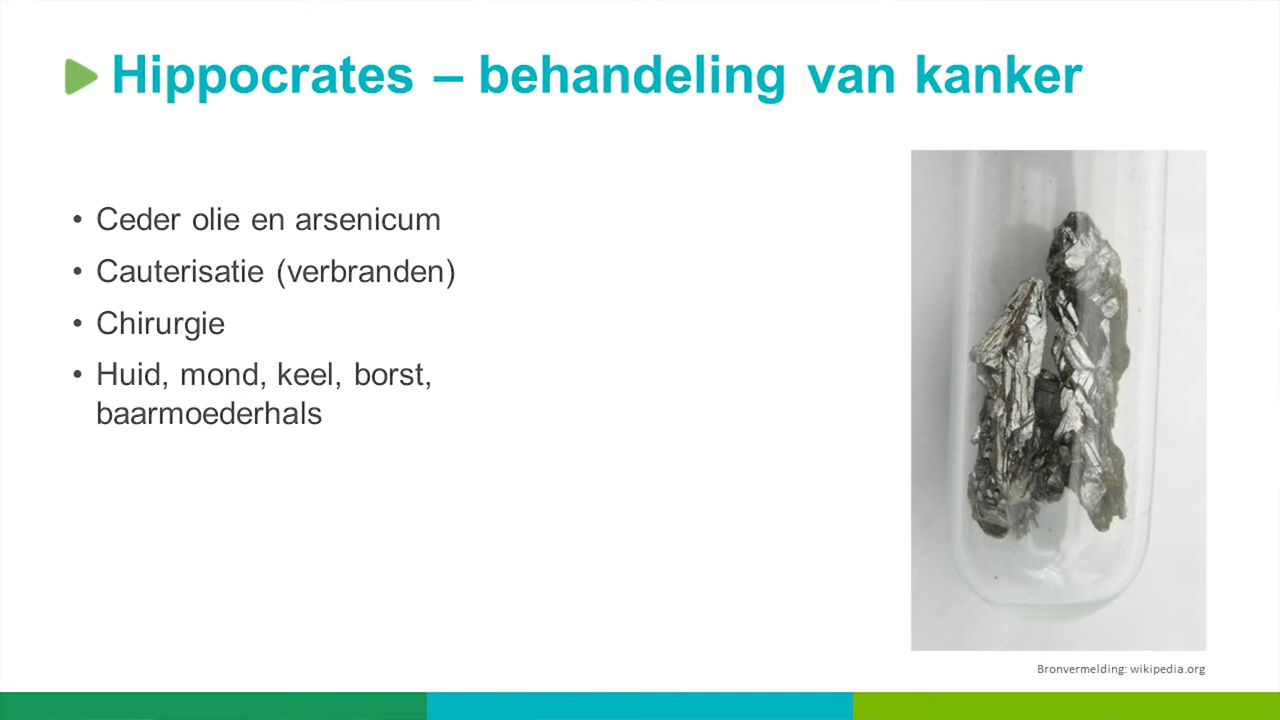 Hippocrates – behandeling van kanker
• Ceder olie en arsenicum
• Cauterisatie (verbranden)
• Chirurgie
• Huid, mond, keel, borst,
baarmoederhals
Bronvermelding: wikipedia.org